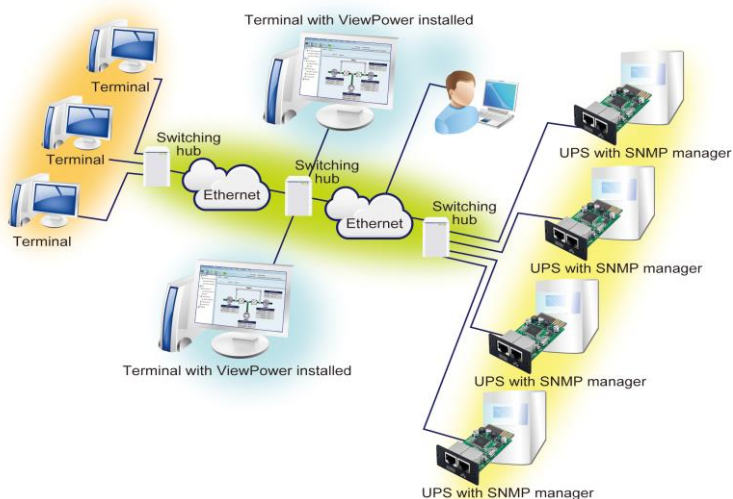 Terminal with ViewPower installed
Terminal
Terminal
Terminal
Switching
hub
Ethernet
Switching
hub
Ethernet
Switching
hub
Terminal with ViewPower installed
UPS with SNMP manager
UPS with SNMP manager
UPS with SNMP manager
UPS with SNMP manager